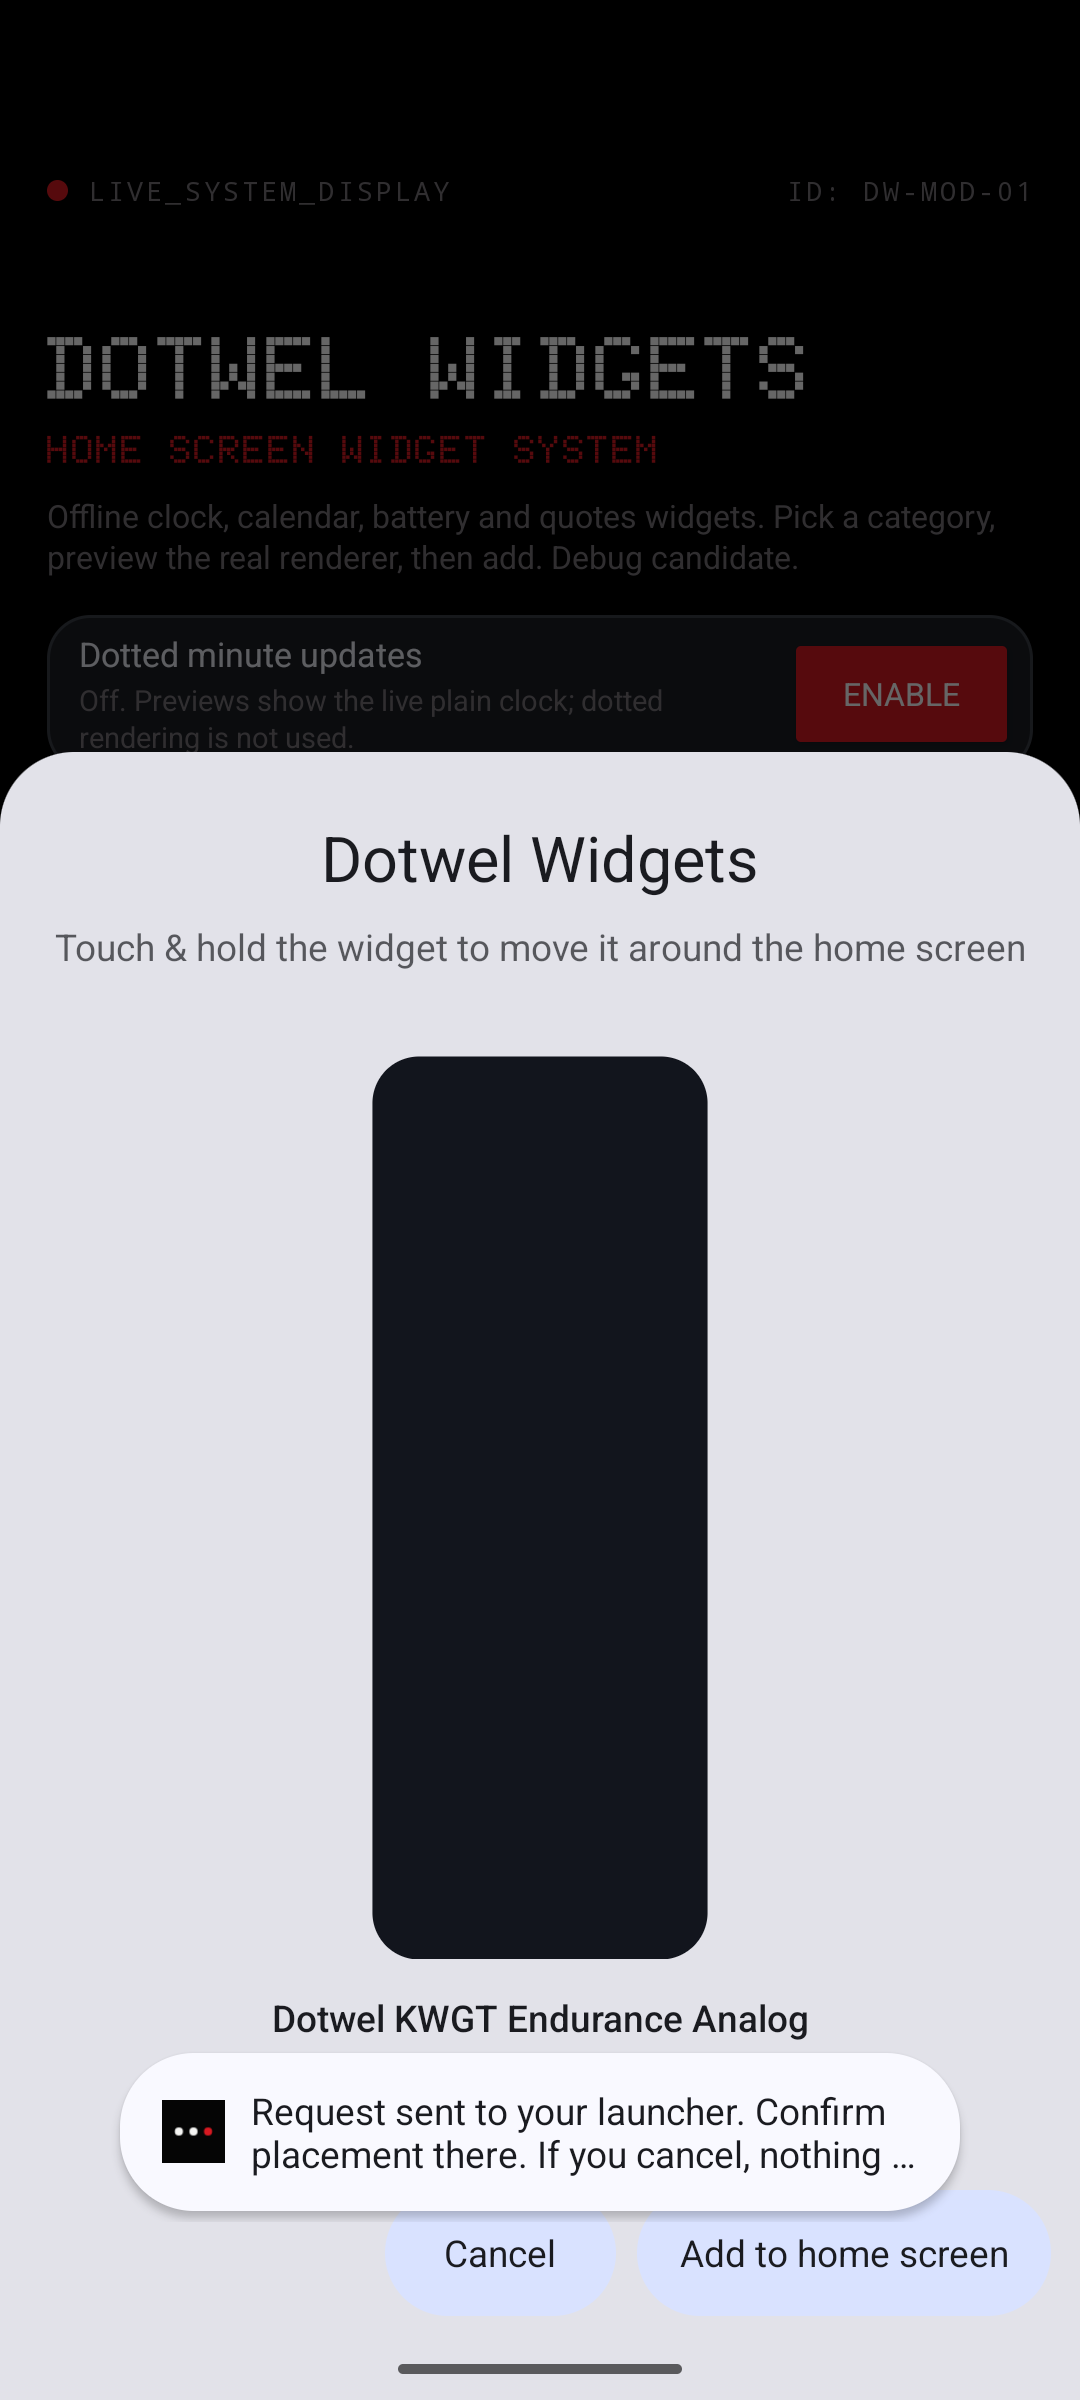 LIVE_SYSTEM_DISPLAY
ID: DW-MOD-01
DOTWEL WIDGETS
HOME SCREEN WIDGET SYSTEM
Offline clock, calendar, battery and quotes widgets. Pick a category,
preview the real renderer, then add. Debug candidate.
Dotted minute updates
Off. Previews show the live plain clock; dotted
rendering is not used.
ENABLE
Dotwel Widgets
Touch & hold the widget to move it around the home screen
Dotwel KWGT Endurance Analog
Request sent to your launcher. Confirm
placement there. If you cancel, nothing ...
Cancel
Add to home screen